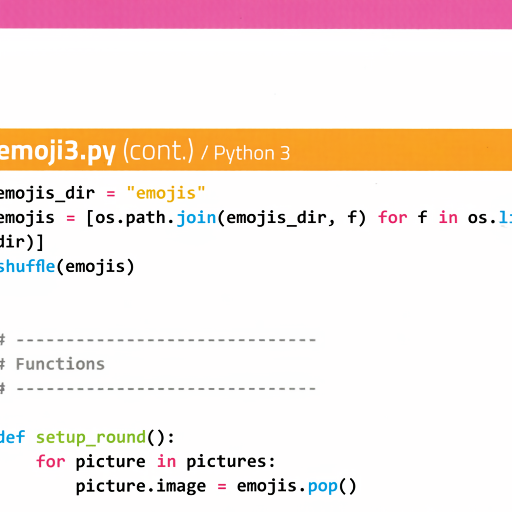 emoji3.py (cont.) / Python 3
emojis_dir = "emojis"
emojis = [os.path.join(emojis_dir, f) for f in os.li
dir)]
shuffle(emojis)
# ------------------------------
# Functions
# ------------------------------
def setup_round():
for picture in pictures:
picture.image = emojis.pop()